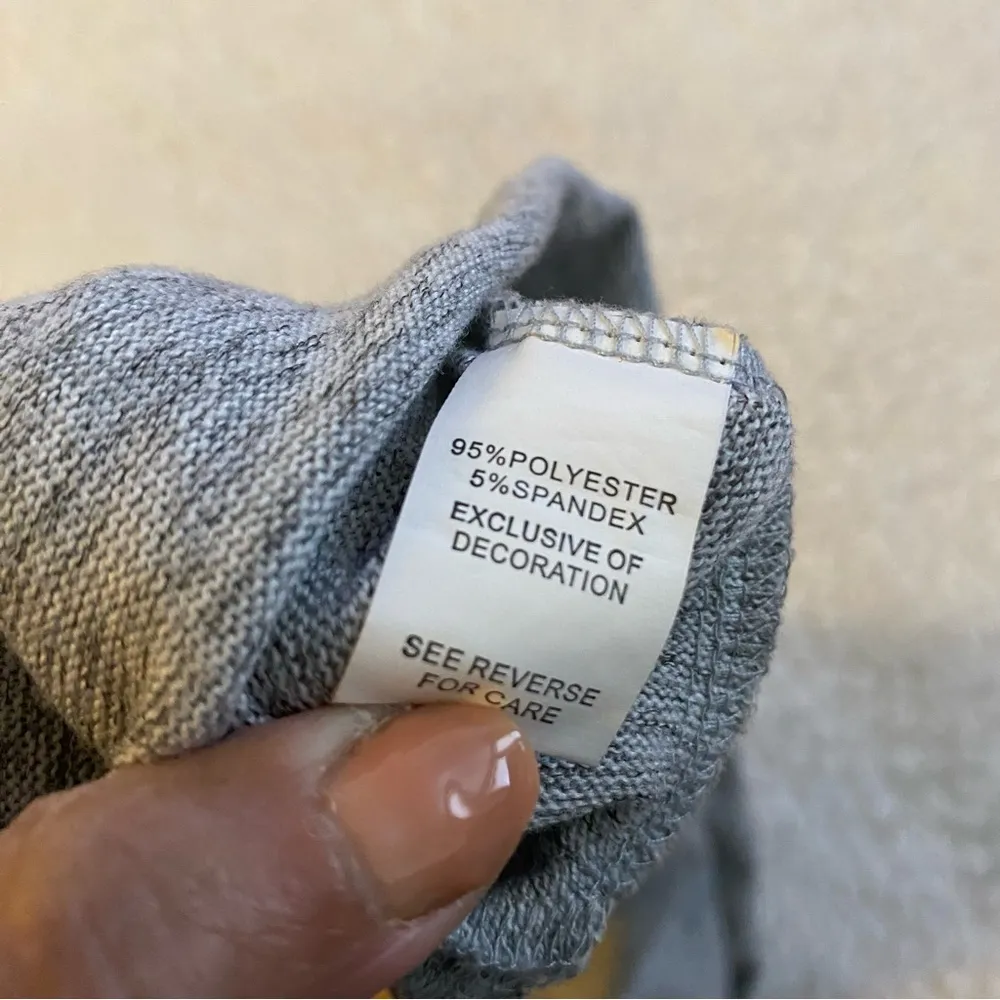 95%POLYESTER
5%SPANDEX
EXCLUSIVE OF
DECORATION
SEE REVERSE
FOR CARE